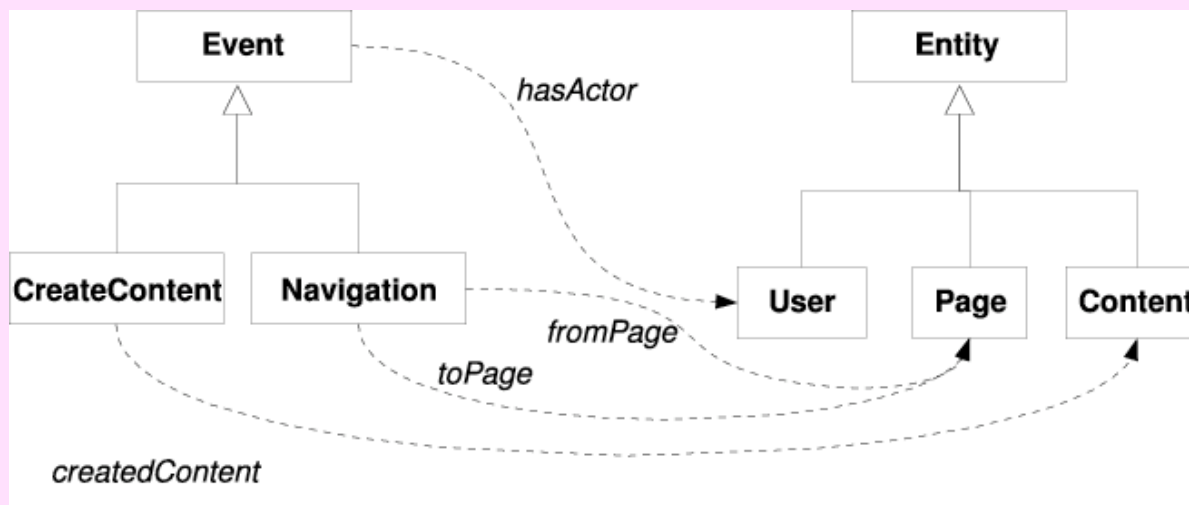 Event
Entity
hasActor
CreateContent
Navigation
User
Page
Content
fromPage
toPage
createdContent